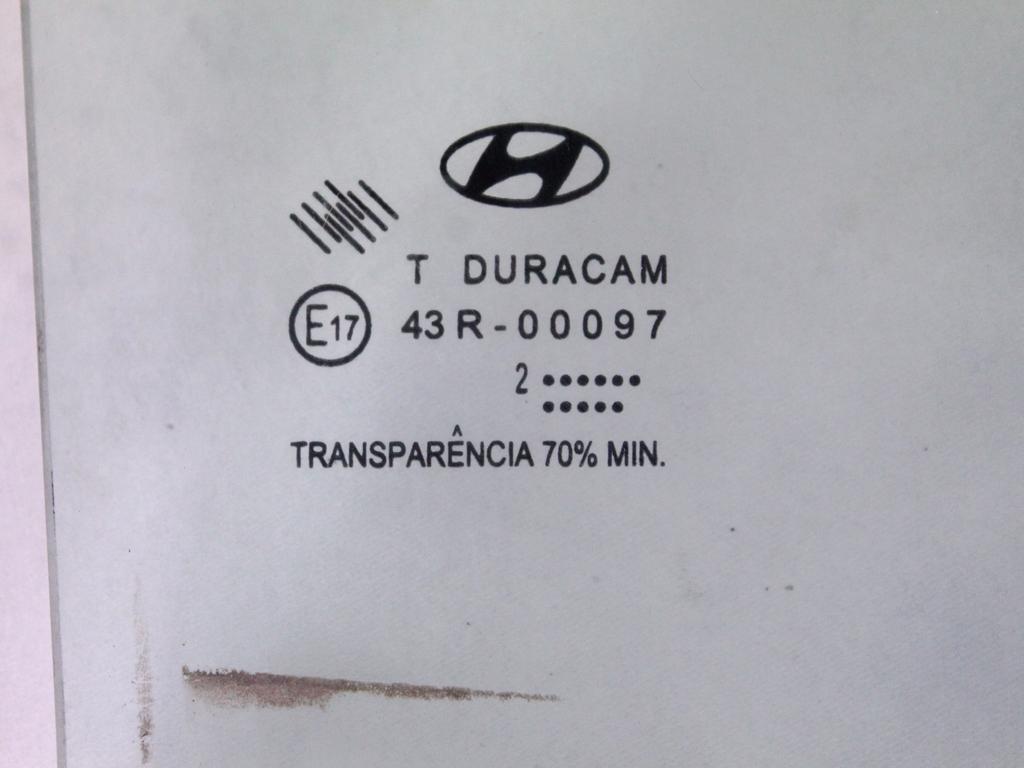 T DURACAM
E17 43R-00097
2 ••••••
•••••
TRANSPARÊNCIA 70% MIN.